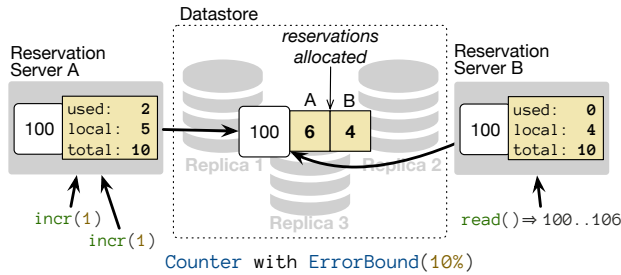 Datastore
reservations
allocated
Reservation
Server A
100
used: 2
local: 5
total: 10
incr(1)
incr(1)
Replica 1
Replica 2
Replica 3
100
A
B
6
4
Reservation
Server B
100
used: 0
local: 4
total: 10
read()⇒ 100..106
Counter with ErrorBound(10%)